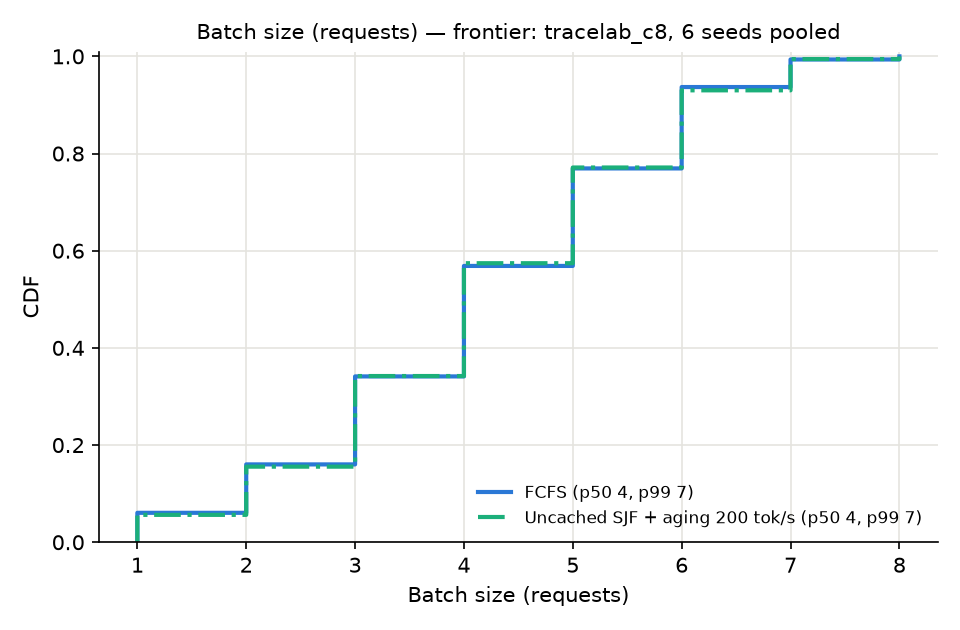 Batch size (requests) — frontier: tracelab_c8, 6 seeds pooled
CDF
1.0
0.8
0.6
0.4
0.2
0.0
FCFS (p50 4, p99 7)
Uncached SJF + aging 200 tok/s (p50 4, p99 7)
1 2 3 4 5 6 7 8
Batch size (requests)